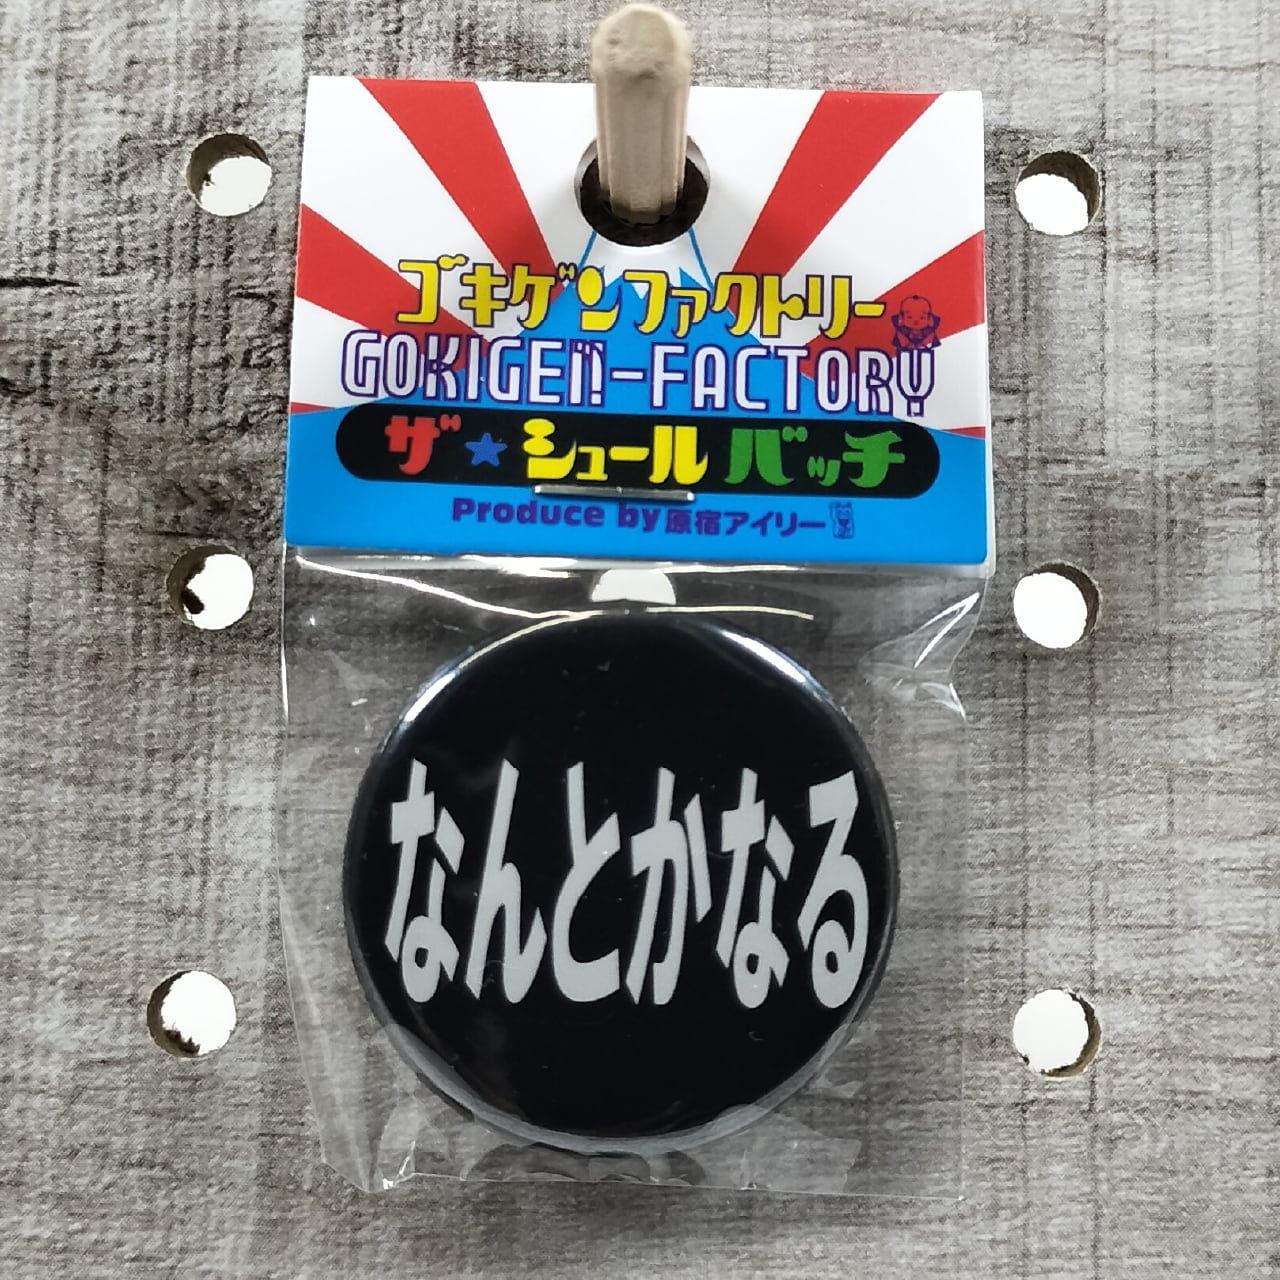 ゴキゲンファクトリー
GOKIGEN-FACTORY
ザ★シュールバッチ
Produce by 原宿アイリー
なんとかなる